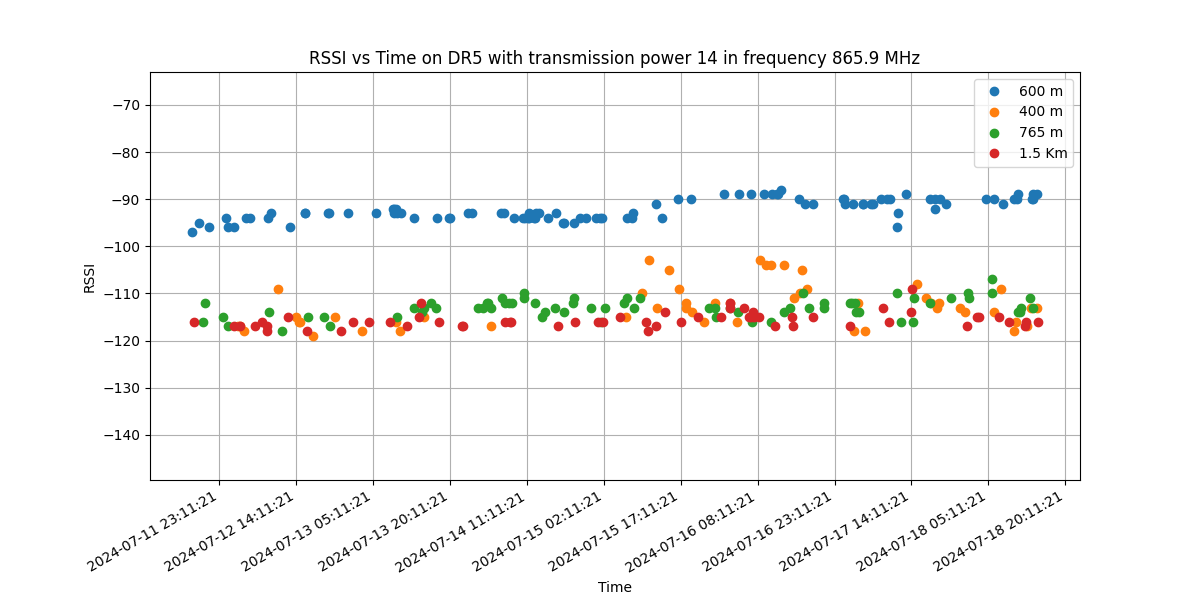 RSSI vs Time on DR5 with transmission power 14 in frequency 865.9 MHz
600 m
400 m
765 m
1.5 Km
RSSI
−70
−80
−90
−100
−110
−120
−130
−140
2024-07-11 23:11:21
2024-07-12 14:11:21
2024-07-13 05:11:21
2024-07-13 20:11:21
2024-07-14 11:11:21
2024-07-15 02:11:21
2024-07-15 17:11:21
2024-07-16 08:11:21
2024-07-16 23:11:21
2024-07-17 14:11:21
2024-07-18 05:11:21
2024-07-18 20:11:21
Time